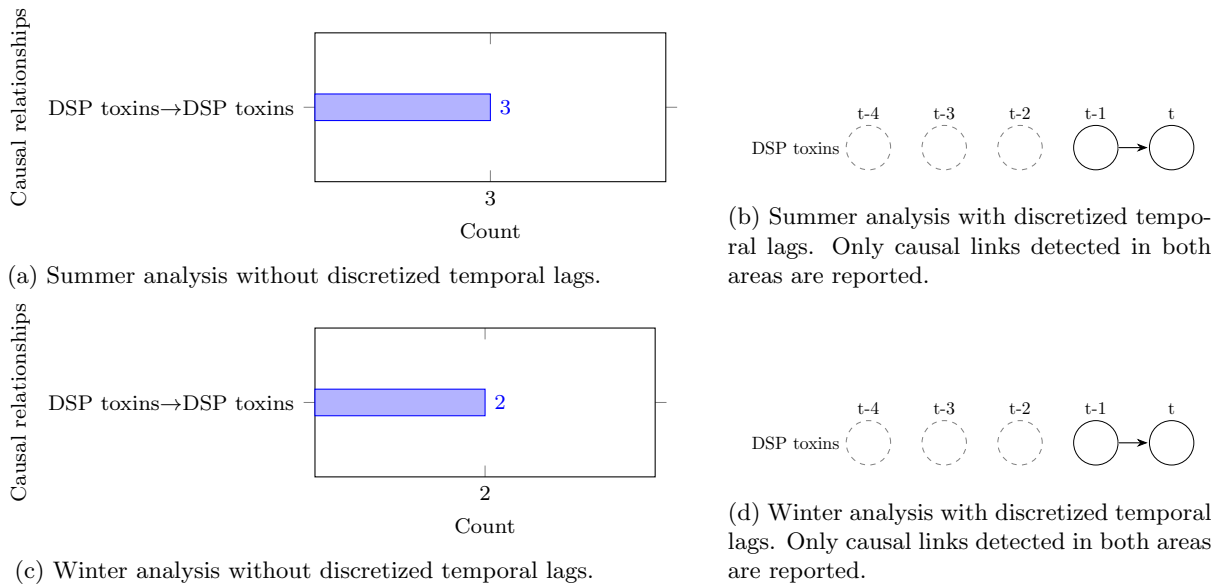 Causal relationships
DSP toxins→DSP toxins
3
3
Count
(a) Summer analysis without discretized temporal lags.
t-4 t-3 t-2 t-1 t
DSP toxins
(b) Summer analysis with discretized tempo-
ral lags. Only causal links detected in both
areas are reported.
Causal relationships
DSP toxins→DSP toxins
2
2
Count
(c) Winter analysis without discretized temporal lags.
t-4 t-3 t-2 t-1 t
DSP toxins
(d) Winter analysis with discretized temporal
lags. Only causal links detected in both areas
are reported.